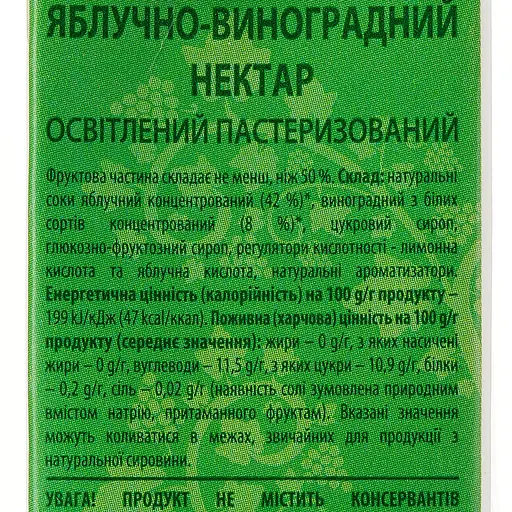 ЯБЛУЧНО-ВИНОГРАДНИЙ
НЕКТАР
ОСВІТЛЕНИЙ ПАСТЕРИЗОВАНИЙ
Фруктова частина складає не менш, ніж 50 %. Склад: натуральні
соки яблучний концентрований (42 %)*, виноградний з білих
сортів концентрований (8 %)*, цукровий сироп,
глюкозно-фруктозний сироп, регулятори кислотності - лимонна
кислота та яблучна кислота, натуральні ароматизатори.
Енергетична цінність (калорійність) на 100 g/г продукту –
199 kJ/кДж (47 kcal/ккал). Поживна (харчова) цінність на 100 g/г
продукту (середнє значення): жири – 0 g/г, з яких насичені
жири – 0 g/г, вуглеводи – 11,5 g/г, з яких цукри – 10,9 g/г, білки
– 0,2 g/г, сіль – 0,02 g/г (наявність солі зумовлена природним
вмістом натрію, притаманного фруктам). Вказані значення
можуть коливатися в межах, звичайних для продукції з
натуральної сировини.
УВАГА! ПРОДУКТ НЕ МІСТИТЬ КОНСЕРВАНТІВ